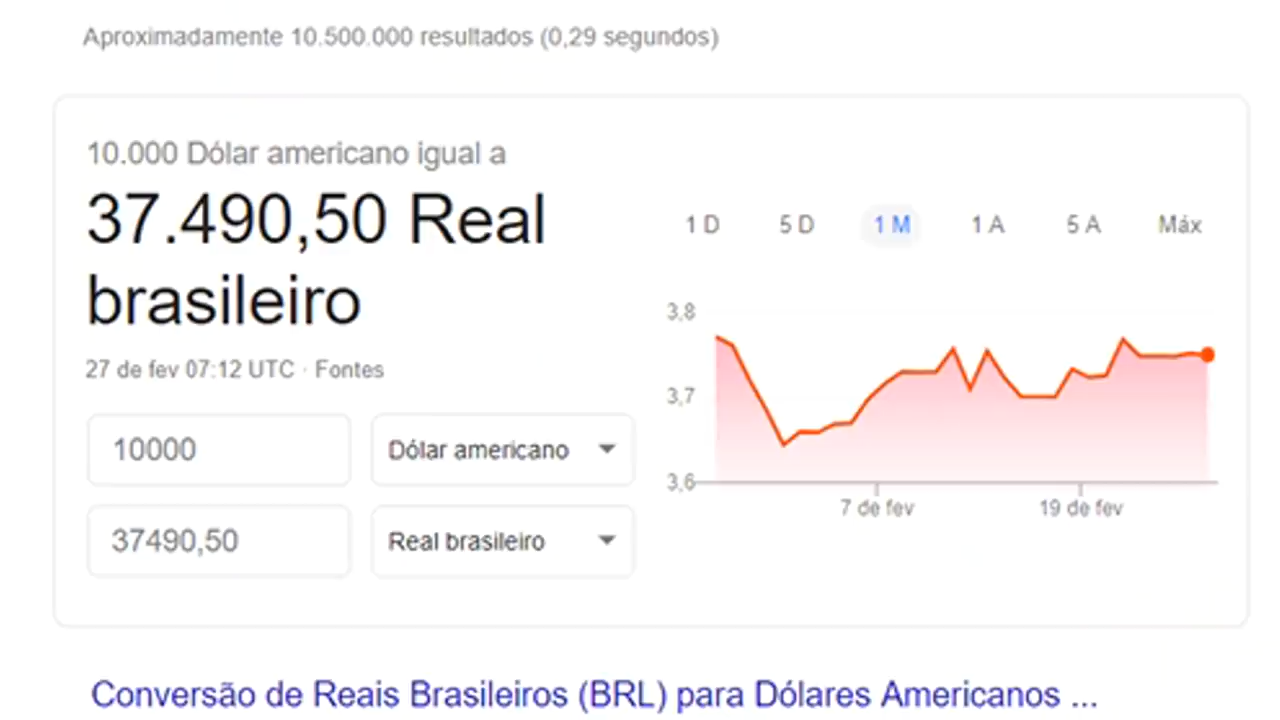 Aproximadamente 10.500.000 resultados (0,29 segundos)
10.000 Dólar americano igual a
37.490,50 Real
brasileiro
27 de fev 07:12 UTC · Fontes
10000 Dólar americano
37490,50 Real brasileiro
1 D 5 D 1 M 1 A 5 A Máx
3,8
3,7
3,6
7 de fev 19 de fev
Conversão de Reais Brasileiros (BRL) para Dólares Americanos ...